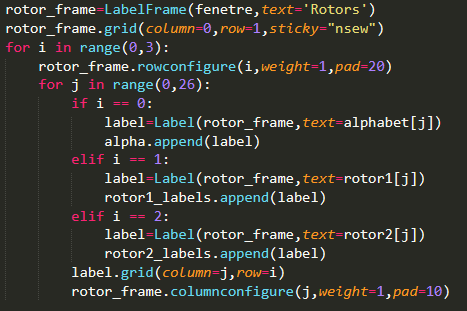 rotor_frame=LabelFrame(fenetre,text='Rotors')
rotor_frame.grid(column=0,row=1,sticky="nsew")
for i in range(0,3):
    rotor_frame.rowconfigure(i,weight=1,pad=20)
    for j in range(0,26):
        if i == 0:
            label=Label(rotor_frame,text=alphabet[j])
            alpha.append(label)
        elif i == 1:
            label=Label(rotor_frame,text=rotor1[j])
            rotor1_labels.append(label)
        elif i == 2:
            label=Label(rotor_frame,text=rotor2[j])
            rotor2_labels.append(label)
        label.grid(column=j,row=i)
        rotor_frame.columnconfigure(j,weight=1,pad=10)